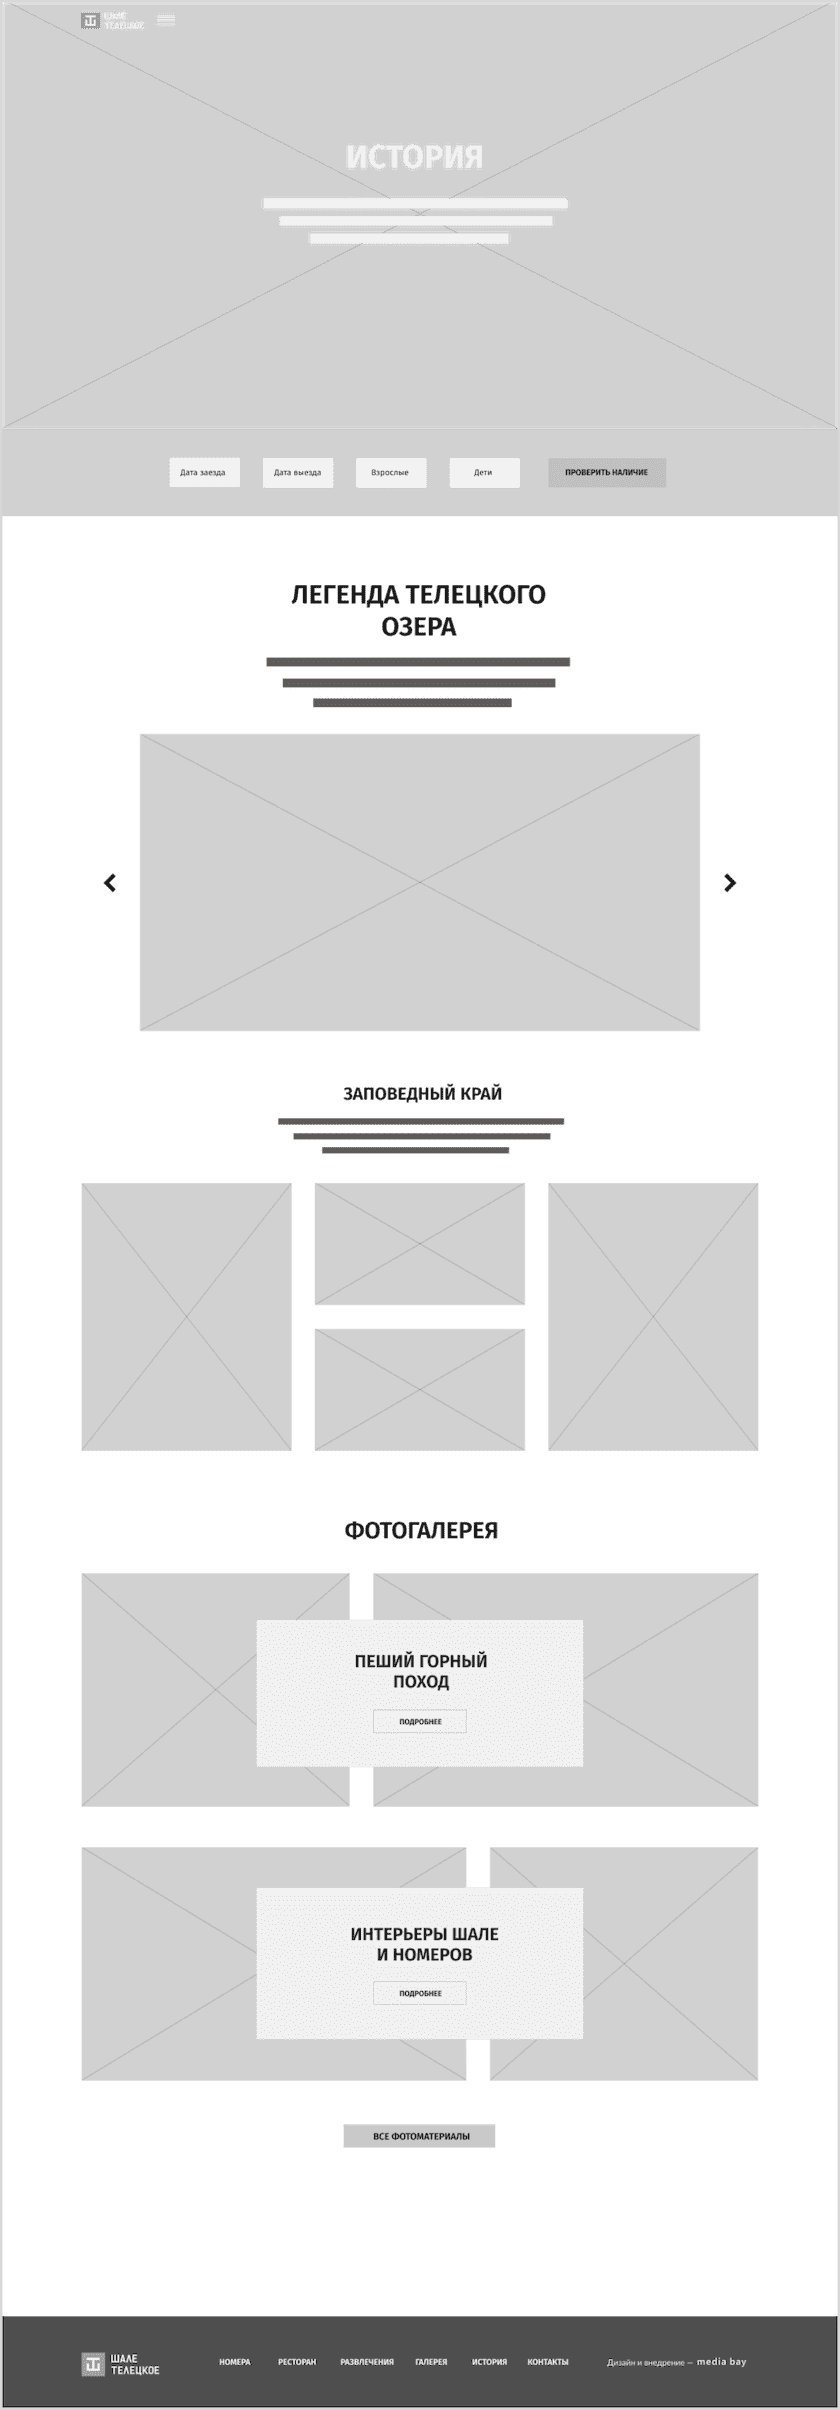 ШАЛЕ
ТЕЛЕЦКОЕ
ИСТОРИЯ
Дата заезда
Дата выезда
Взрослые
Дети
ПРОВЕРИТЬ НАЛИЧИЕ
ЛЕГЕНДА ТЕЛЕЦКОГО
ОЗЕРА
ЗАПОВЕДНЫЙ КРАЙ
ФОТОГАЛЕРЕЯ
ПЕШИЙ ГОРНЫЙ
ПОХОД
ПОДРОБНЕЕ
ИНТЕРЬЕРЫ ШАЛЕ
И НОМЕРОВ
ПОДРОБНЕЕ
ВСЕ ФОТОМАТЕРИАЛЫ
ШАЛЕ
ТЕЛЕЦКОЕ
НОМЕРА
РЕСТОРАН
РАЗВЛЕЧЕНИЯ
ГАЛЕРЕЯ
ИСТОРИЯ
КОНТАКТЫ
Дизайн и внедрение — media bay